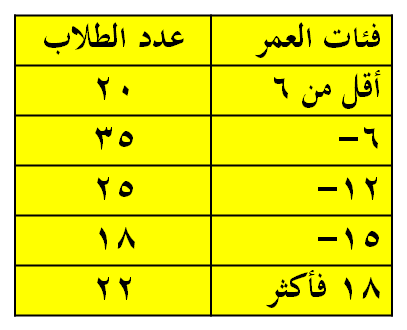 فئات العمر عدد الطلاب
أقل من ٦ ٢٠
٦– ٣٥
١٢– ٢٥
١٥– ١٨
١٨ فأكثر ٢٢